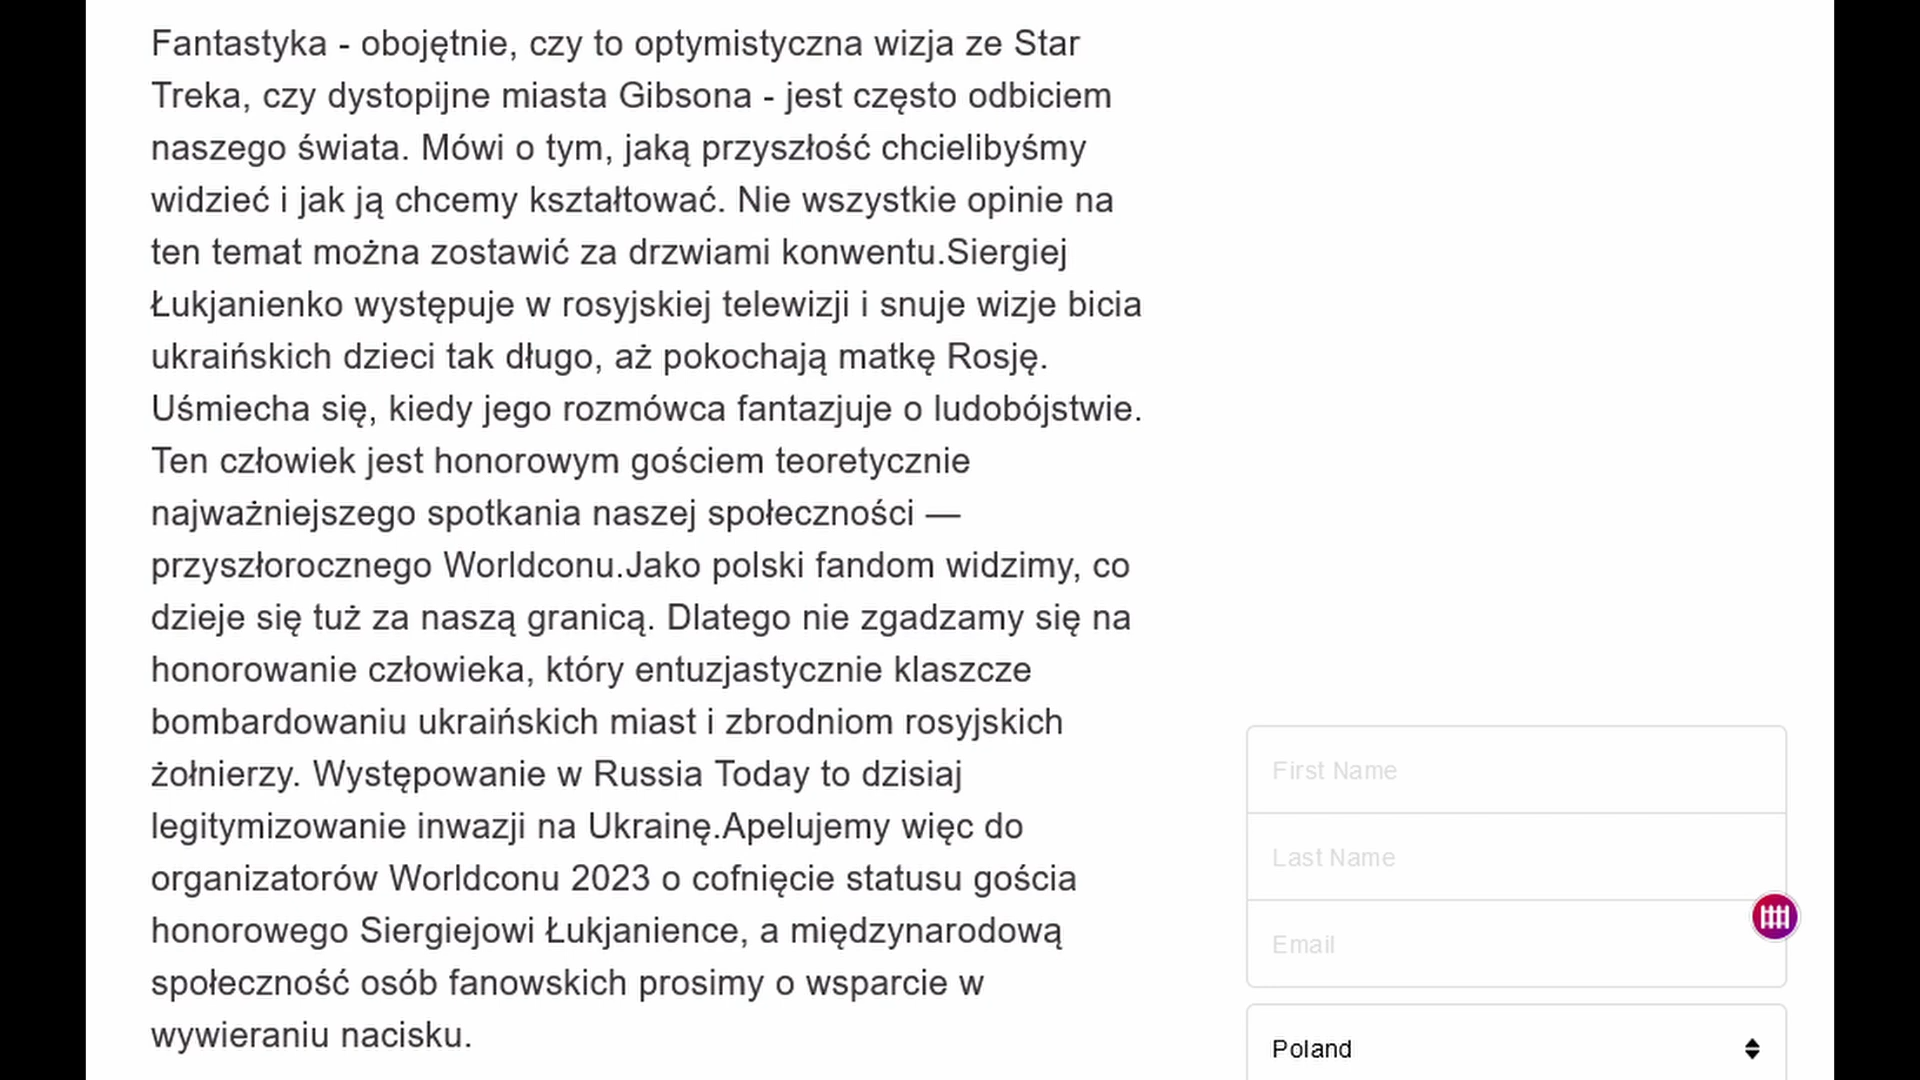 Fantastyka - obojętnie, czy to optymistyczna wizja ze Star
Treka, czy dystopijne miasta Gibsona - jest często odbiciem
naszego świata. Mówi o tym, jaką przyszłość chcielibyśmy
widzieć i jak ją chcemy kształtować. Nie wszystkie opinie na
ten temat można zostawić za drzwiami konwentu.Siergiej
Łukjanienko występuje w rosyjskiej telewizji i snuje wizje bicia
ukraińskich dzieci tak długo, aż pokochają matkę Rosję.
Uśmiecha się, kiedy jego rozmówca fantazjuje o ludobójstwie.
Ten człowiek jest honorowym gościem teoretycznie
najważniejszego spotkania naszej społeczności —
przyszłorocznego Worldconu.Jako polski fandom widzimy, co
dzieje się tuż za naszą granicą. Dlatego nie zgadzamy się na
honorowanie człowieka, który entuzjastycznie klaszcze
bombardowaniu ukraińskich miast i zbrodniom rosyjskich
żołnierzy. Występowanie w Russia Today to dzisiaj
legitymizowanie inwazji na Ukrainę.Apelujemy więc do
organizatorów Worldconu 2023 o cofnięcie statusu gościa
honorowego Siergiejowi Łukjanience, a międzynarodową
społeczność osób fanowskich prosimy o wsparcie w
wywieraniu nacisku.
First Name
Last Name
Email
Poland